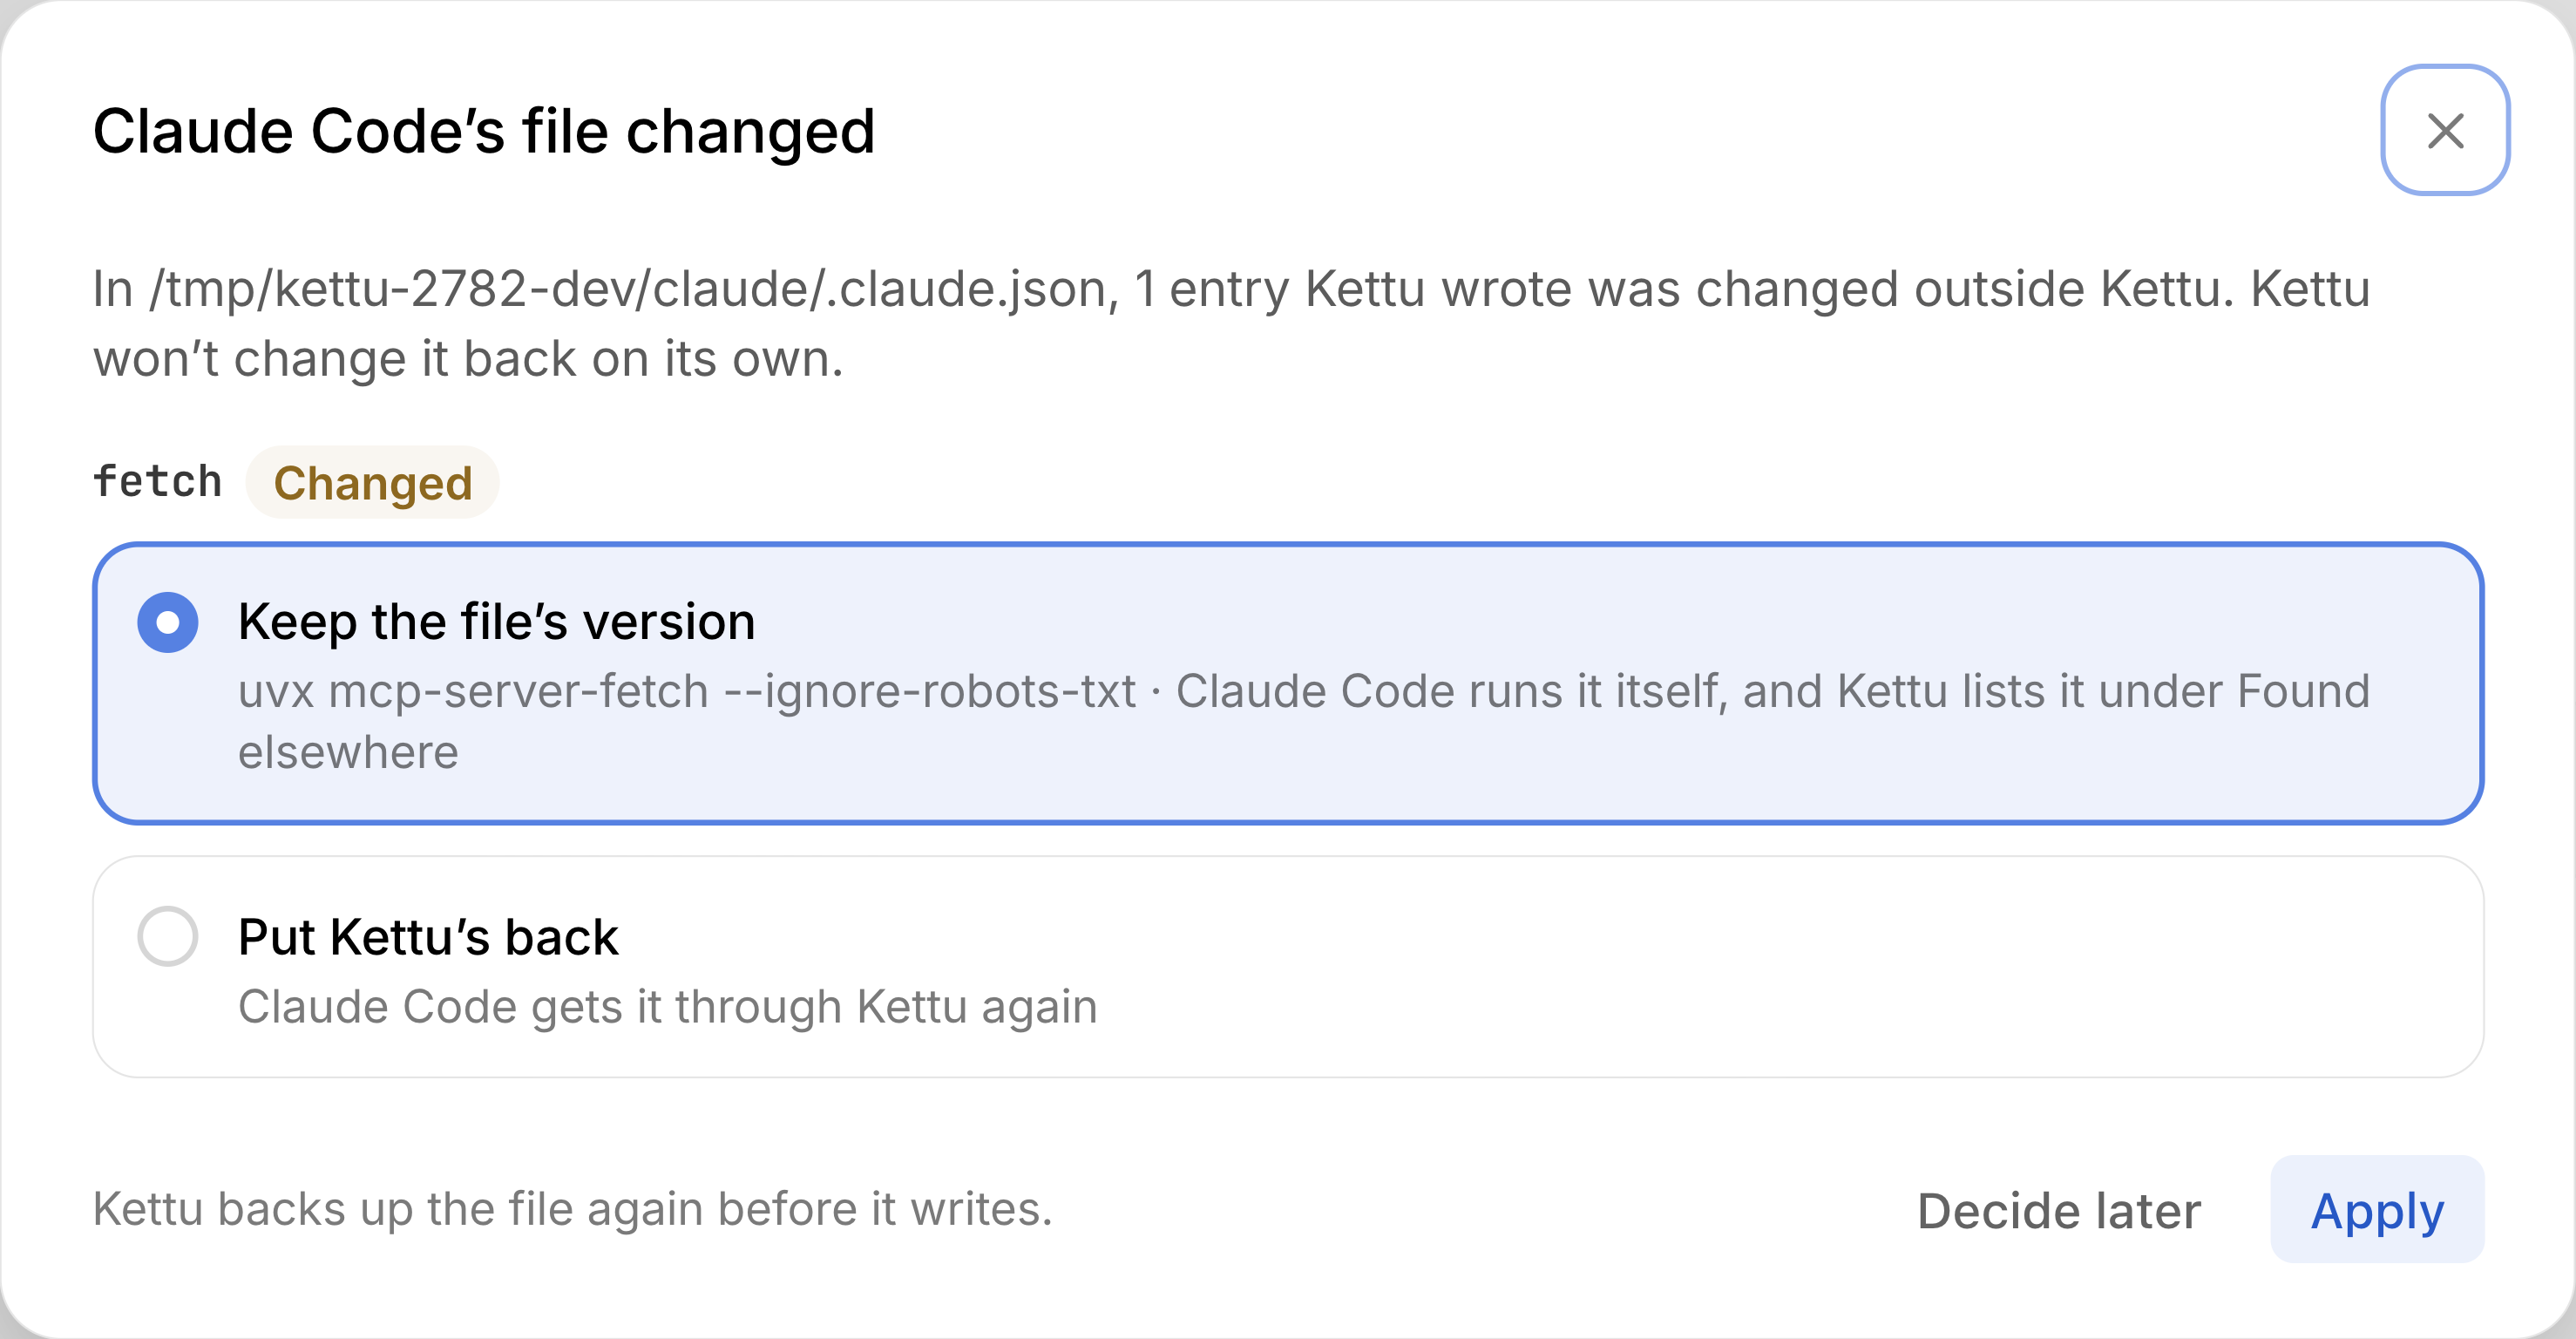 Claude Code’s file changed
In /tmp/kettu-2782-dev/claude/.claude.json, 1 entry Kettu wrote was changed outside Kettu. Kettu
won’t change it back on its own.
fetch Changed
Keep the file’s version
uvx mcp-server-fetch --ignore-robots-txt · Claude Code runs it itself, and Kettu lists it under Found
elsewhere
Put Kettu’s back
Claude Code gets it through Kettu again
Kettu backs up the file again before it writes.
Decide later
Apply